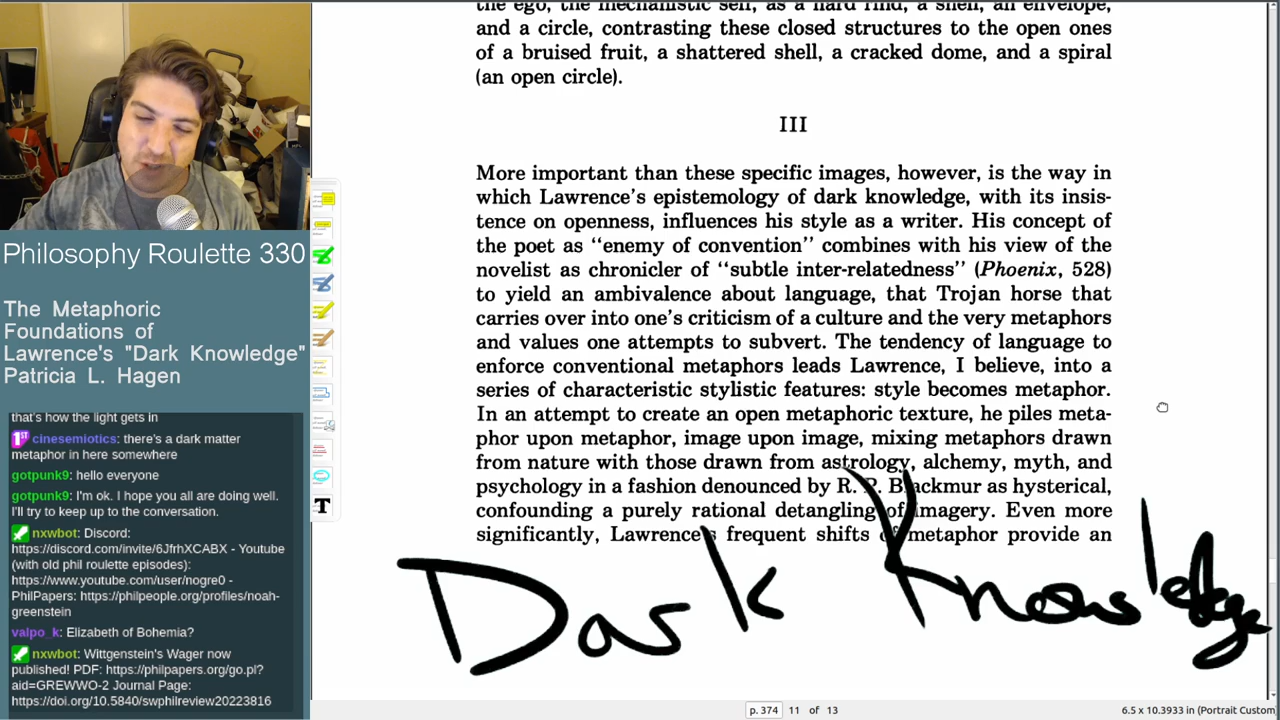 the ego, the mechanistic self, as a hard rind, a shell, an envelope,
and a circle, contrasting these closed structures to the open ones
of a bruised fruit, a shattered shell, a cracked dome, and a spiral
(an open circle).
III
More important than these specific images, however, is the way in
which Lawrence's epistemology of dark knowledge, with its insis-
tence on openness, influences his style as a writer. His concept of
the poet as “enemy of convention” combines with his view of the
novelist as chronicler of “subtle inter-relatedness” (Phoenix, 528)
to yield an ambivalence about language, that Trojan horse that
carries over into one's criticism of a culture and the very metaphors
and values one attempts to subvert. The tendency of language to
enforce conventional metaphors leads Lawrence, I believe, into a
series of characteristic stylistic features: style becomes metaphor.
In an attempt to create an open metaphoric texture, he piles meta-
phor upon metaphor, image upon image, mixing metaphors drawn
from nature with those drawn from astrology, alchemy, myth, and
psychology in a fashion denounced by R. P. Blackmur as hysterical,
confounding a purely rational detangling of imagery. Even more
significantly, Lawrence's frequent shifts of metaphor provide an
Dark Knowledge
Philosophy Roulette 330
The Metaphoric
Foundations of
Lawrence's "Dark Knowledge"
Patricia L. Hagen
that's how the light gets in
1st cinesemiotics: there's a dark matter
metaphor in here somewhere
gotpunk9: hello everyone
gotpunk9: I'm ok. I hope you all are doing well.
I'll try to keep up to the conversation.
nxwbot: Discord:
https://discord.com/invite/6JfrhXCABX - Youtube
(with old phil roulette episodes):
https://www.youtube.com/user/nogre0 -
PhilPapers: https://philpeople.org/profiles/noah-
greenstein
valpo_k: Elizabeth of Bohemia?
nxwbot: Wittgenstein's Wager now
published! PDF: https://philpapers.org/go.pl?
aid=GREWWO-2 Journal Page:
https://doi.org/10.5840/swphilreview20223816
T
p. 374 11 of 13
6.5 x 10.3933 in (Portrait Custom